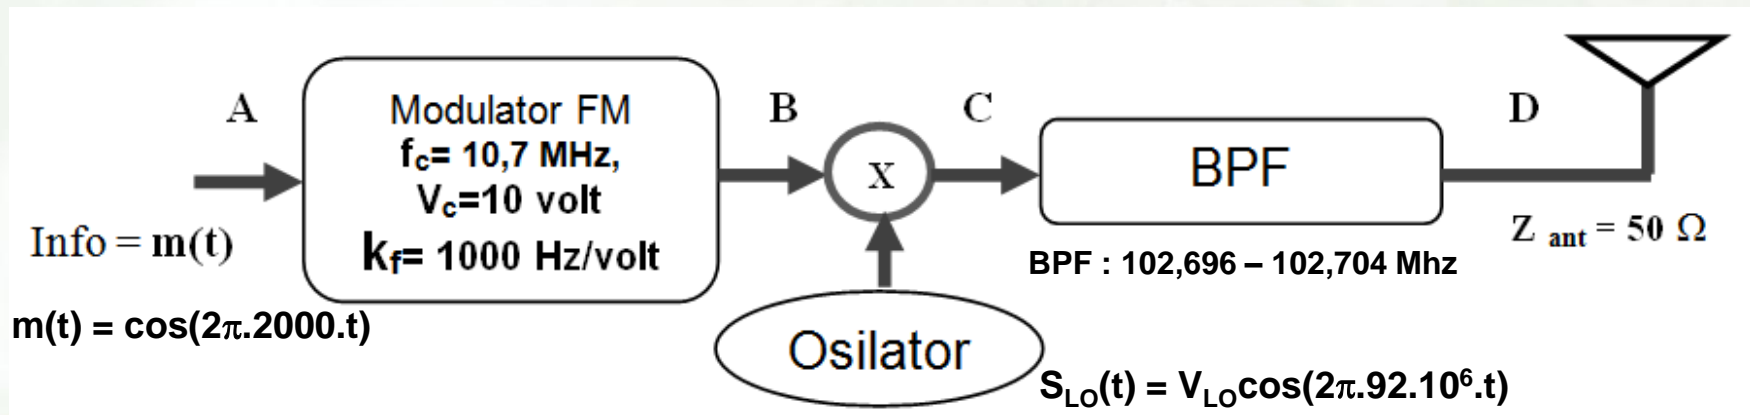 A
Modulator FM
fc= 10,7 MHz,
Vc=10 volt
kf= 1000 Hz/volt
Info = m(t)
m(t) = cos(2π.2000.t)
B
X
C
Osilator
SLO(t) = VLOcos(2π.92.10⁶.t)
BPF
BPF : 102,696 – 102,704 Mhz
D
Z ant = 50 Ω